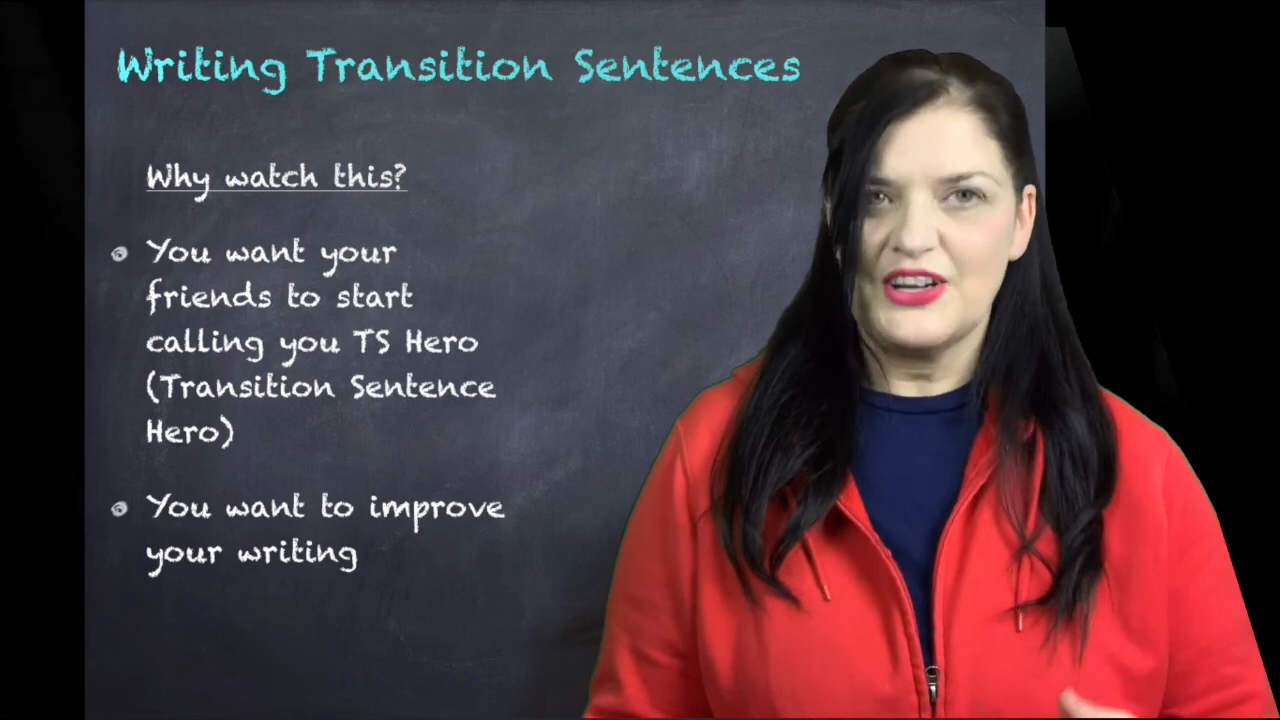 Writing Transition Sentences
Why watch this?
You want your
friends to start
calling you TS Hero
(Transition Sentence
Hero)
You want to improve
your writing